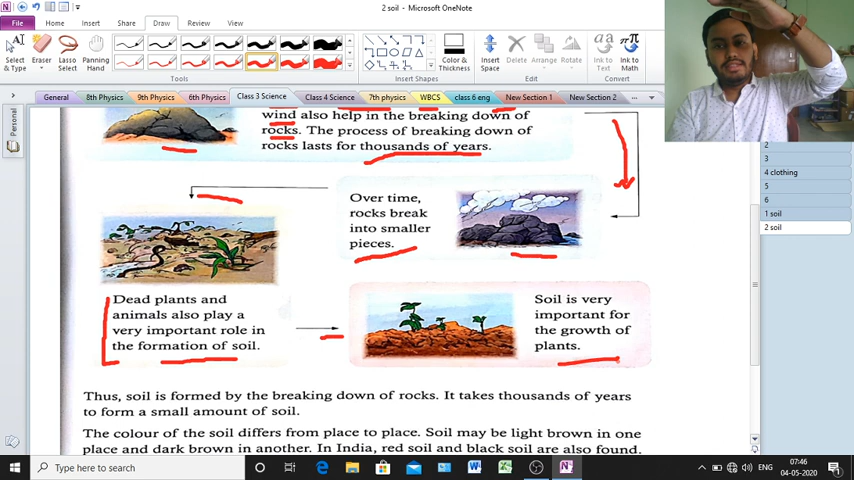 2 soil - Microsoft OneNote
File
Home
Insert
Share
Draw
Review
View
Select & Type
Eraser
Lasso Select
Panning Hand
Color & Thickness
Insert Space
Delete
Arrange
Ink to Text
Ink to Math
Tools
Insert Shapes
Edit
Convert
General
8th Physics
9th Physics
6th Physics
Class 3 Science
Class 4 Science
7th physics
WBCS
class 6 eng
New Section 1
New Section 2
Personal
wind also help in the breaking down of
rocks. The process of breaking down of
rocks lasts for thousands of years.
Over time,
rocks break
into smaller
pieces.
Dead plants and
animals also play a
very important role in
the formation of soil.
Soil is very
important for
the growth of
plants.
Thus, soil is formed by the breaking down of rocks. It takes thousands of years
to form a small amount of soil.
The colour of the soil differs from place to place. Soil may be light brown in one
place and dark brown in another. In India, red soil and black soil are also found.
2
3
4 clothing
5
6
1 soil
2 soil
Type here to search
ENG
07:46
04-05-2020